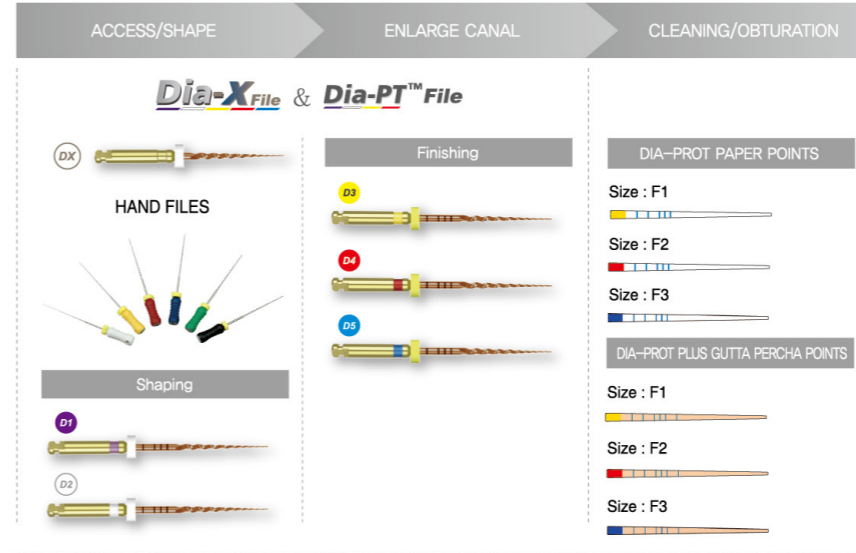 ACCESS/SHAPE
ENLARGE CANAL
CLEANING/OBTURATION
Dia-X File & Dia-PT™ File
DX
HAND FILES
Shaping
D1
D2
Finishing
D3
D4
D5
DIA-PROT PAPER POINTS
Size : F1
Size : F2
Size : F3
DIA-PROT PLUS GUTTA PERCHA POINTS
Size : F1
Size : F2
Size : F3